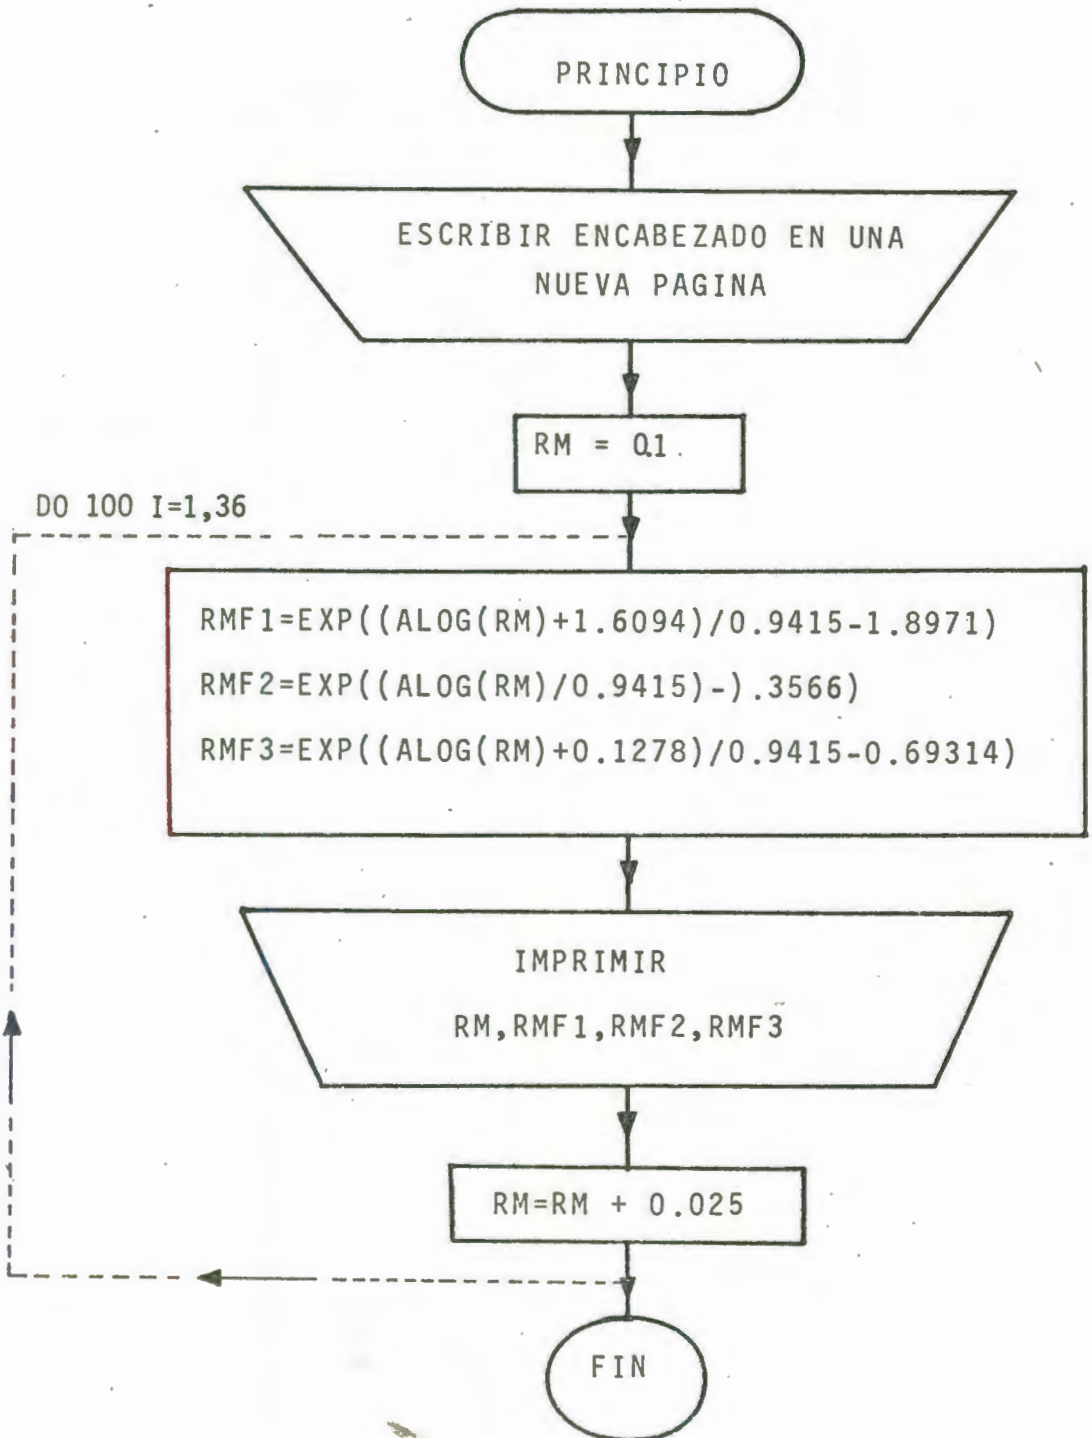 PRINCIPIO
ESCRIBIR ENCABEZADO EN UNA
NUEVA PAGINA
RM = 0.1
DO 100 I=1,36
RMF1=EXP((ALOG(RM)+1.6094)/0.9415-1.8971)
RMF2=EXP((ALOG(RM)/0.9415)-).3566)
RMF3=EXP((ALOG(RM)+0.1278)/0.9415-0.69314)
IMPRIMIR
RM,RMF1,RMF2,RMF3
RM=RM + 0.025
FIN